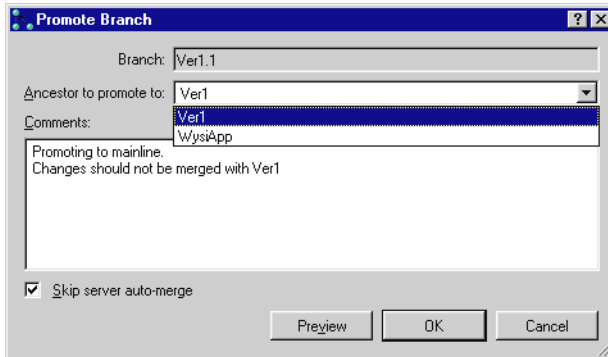 Promote Branch
Branch: Ver1.1
Ancestor to promote to: Ver1
Ver1
Comments:
WysiApp
Promoting to mainline.
Changes should not be merged with Ver1
Skip server auto-merge
Preview OK Cancel